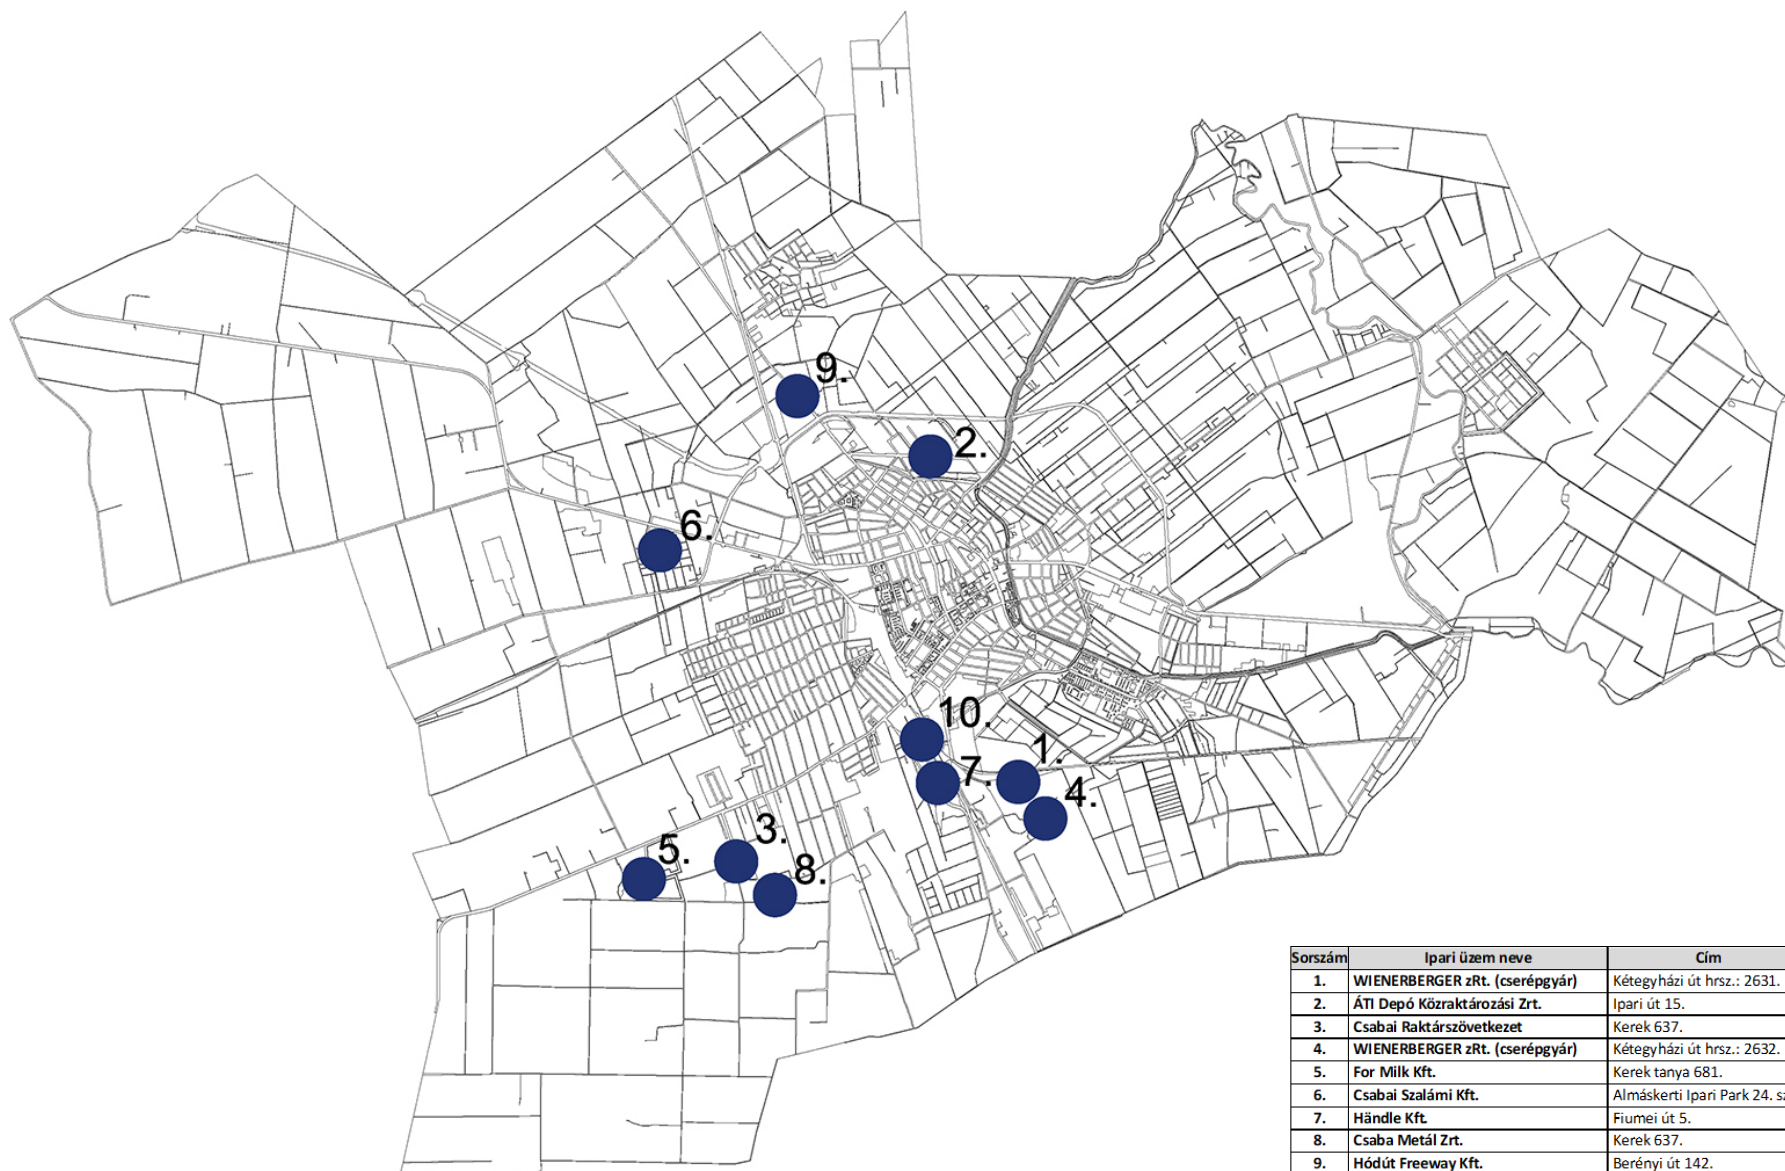 9.
2.
6.
10.
1.
7.
4.
3.
5.
8.
Sorszám Ipari üzem neve Cím
1. WIENERBERGER zRt. (cserépgyár) Kétegyházi út hrsz.: 2631.
2. ÁTI Depó Közraktározási Zrt. Ipari út 15.
3. Csabai Raktárszövetkezet Kerek 637.
4. WIENERBERGER zRt. (cserépgyár) Kétegyházi út hrsz.: 2632.
5. For Milk Kft. Kerek tanya 681.
6. Csabai Szalámi Kft. Almáskerti Ipari Park 24. sz
7. Händle Kft. Fiumei út 5.
8. Csaba Metál Zrt. Kerek 637.
9. Hódút Freeway Kft. Berényi út 142.